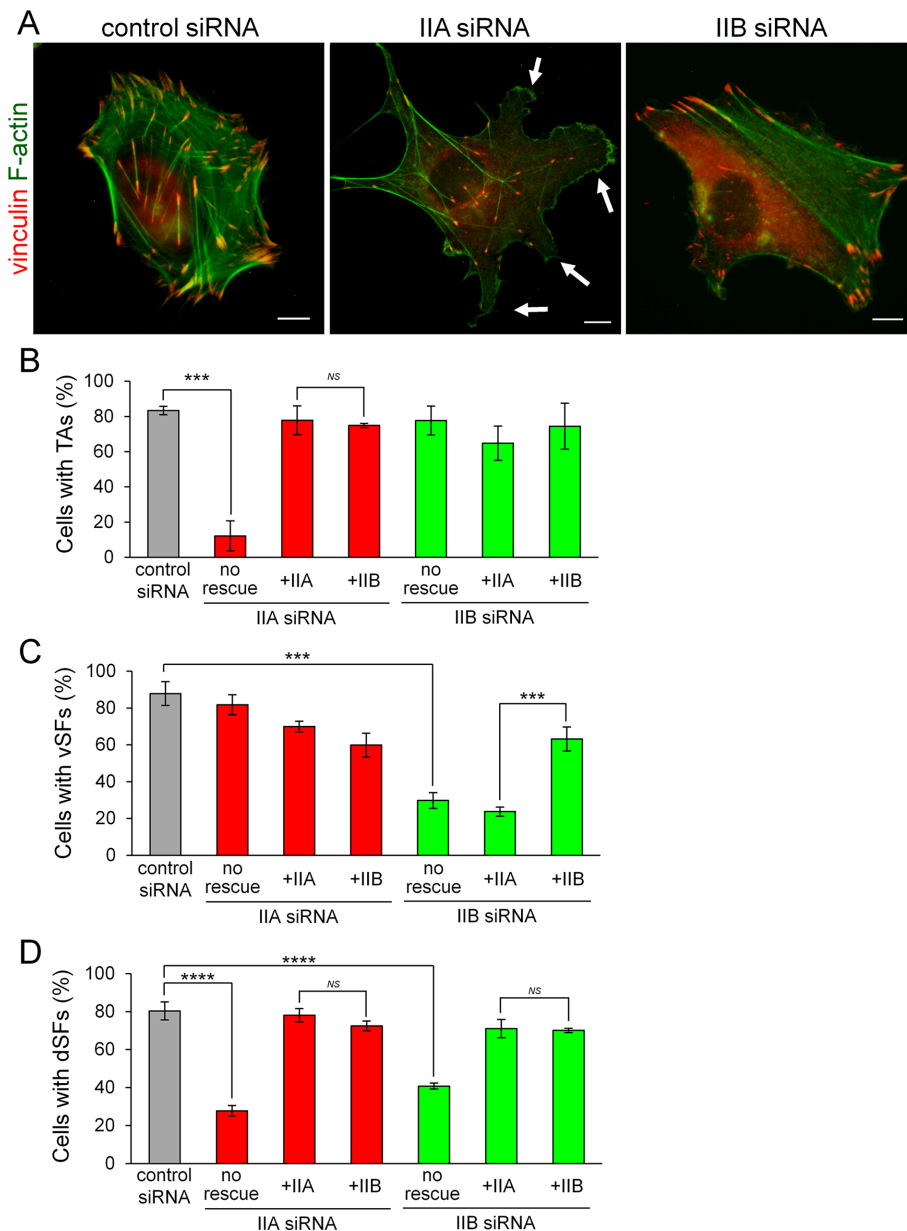 A
control siRNA
IIA siRNA
IIB siRNA
vinculin F-actin
B
Cells with TAs (%)
100
80
60
40
20
0
***
NS
control
siRNA
no
rescue
+IIA
+IIB
no
rescue
+IIA
+IIB
IIA siRNA
IIB siRNA
C
Cells with vSFs (%)
100
80
60
40
20
0
***
***
control
siRNA
no
rescue
+IIA
+IIB
no
rescue
+IIA
+IIB
IIA siRNA
IIB siRNA
D
Cells with dSFs (%)
100
80
60
40
20
0
****
****
NS
NS
control
siRNA
no
rescue
+IIA
+IIB
no
rescue
+IIA
+IIB
IIA siRNA
IIB siRNA